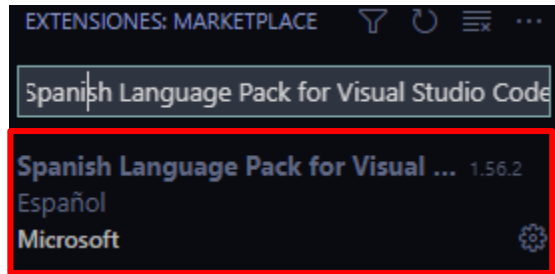 EXTENSIONES: MARKETPLACE
Spanish Language Pack for Visual Studio Code
Spanish Language Pack for Visual ... 1.56.2
Español
Microsoft